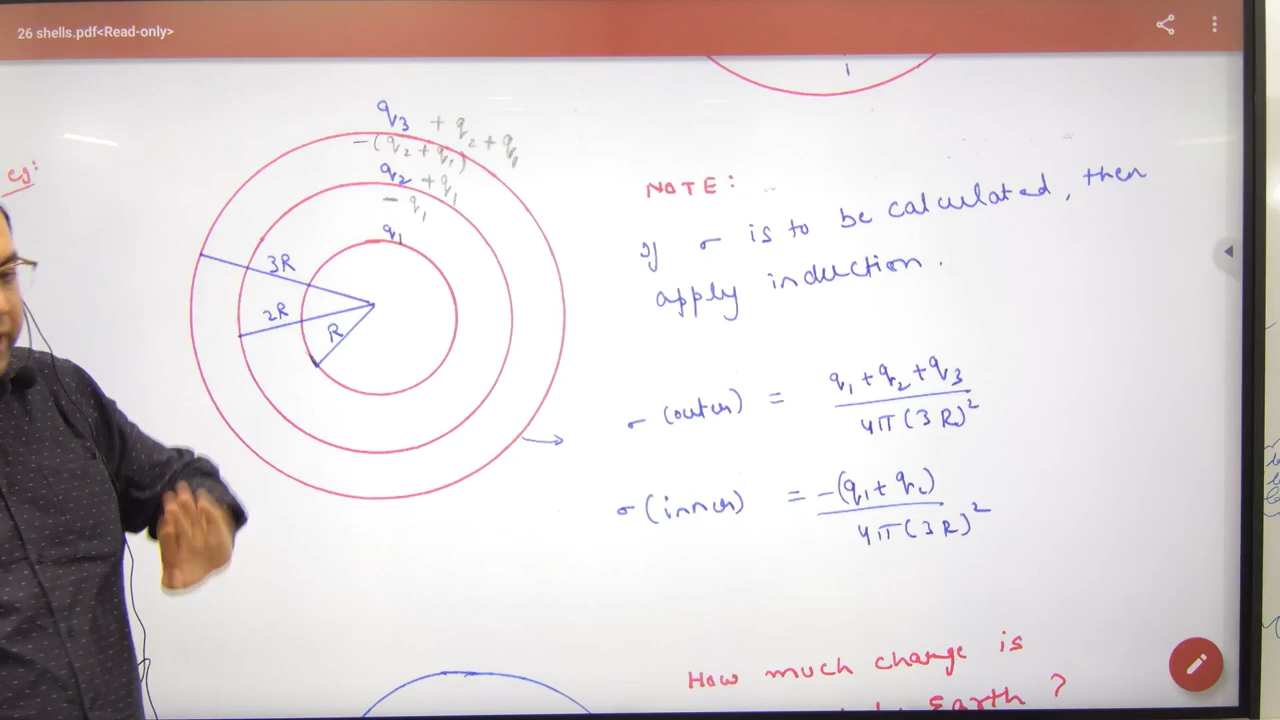 26 shells.pdf<Read-only>
eg:
q₃ + q₂ + q₁
-(q₂ + q₁)
q₂ + q₁
- q₁
q₁
3R
2R
R
NOTE:
If σ is to be calculated, then
apply induction.
σ (outer) = q₁ + q₂ + q₃ / 4π(3R)²
σ (inner) = -(q₁ + q₂) / 4π(3R)²
How much change is
Earth ?